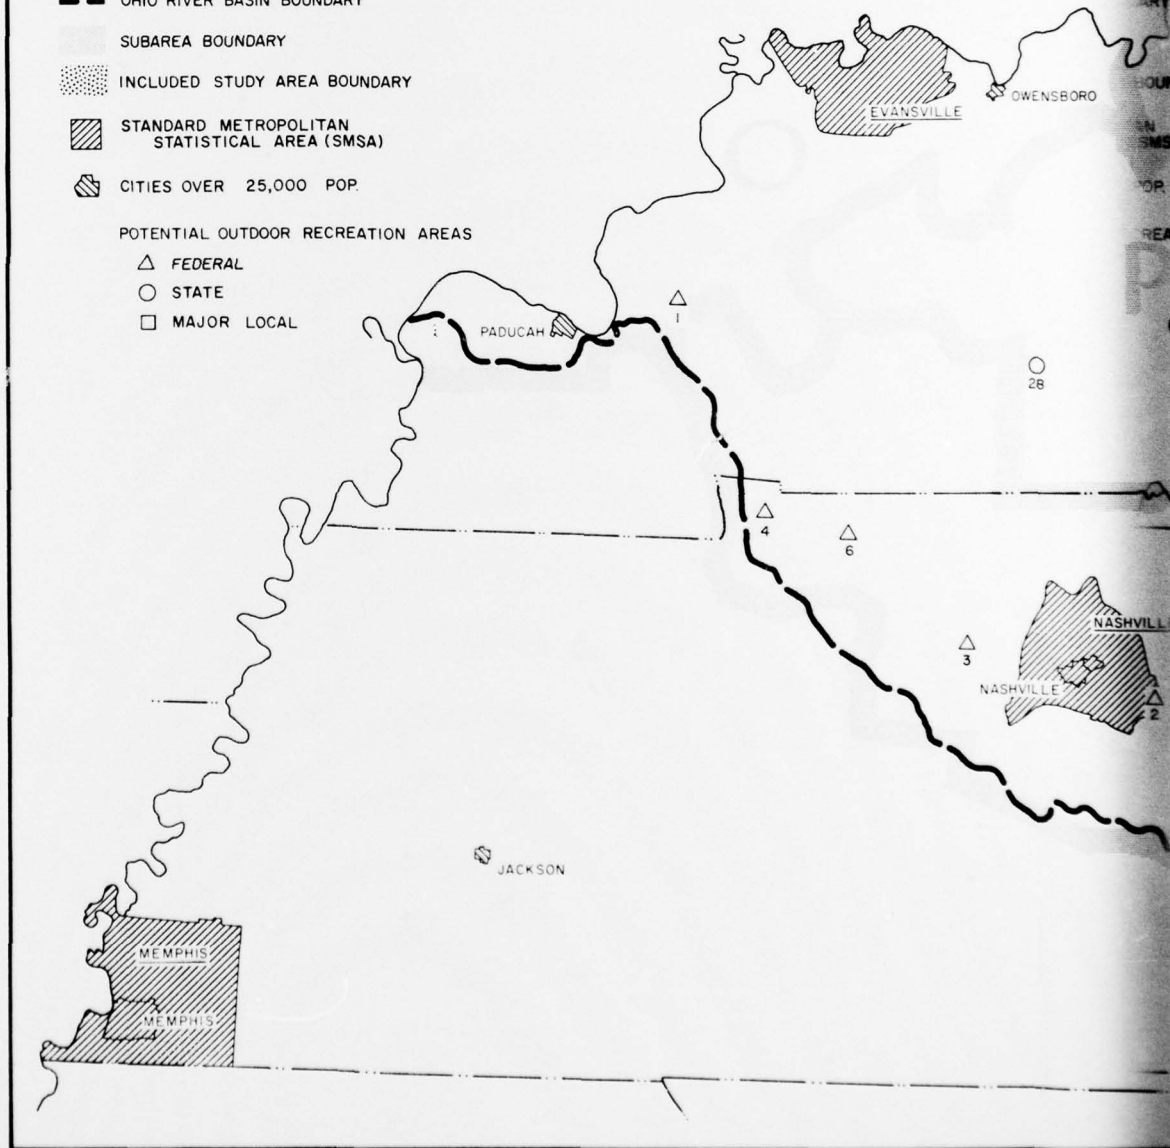 OHIO RIVER BASIN BOUNDARY
SUBAREA BOUNDARY
INCLUDED STUDY AREA BOUNDARY
STANDARD METROPOLITAN
STATISTICAL AREA (SMSA)
CITIES OVER 25,000 POP.
POTENTIAL OUTDOOR RECREATION AREAS
FEDERAL
STATE
MAJOR LOCAL
EVANSVILLE
OWENSBORO
PADUCAH
1
28
4
6
3
NASHVILL
NASHVILLE
2
JACKSON
MEMPHIS
MEMPHIS